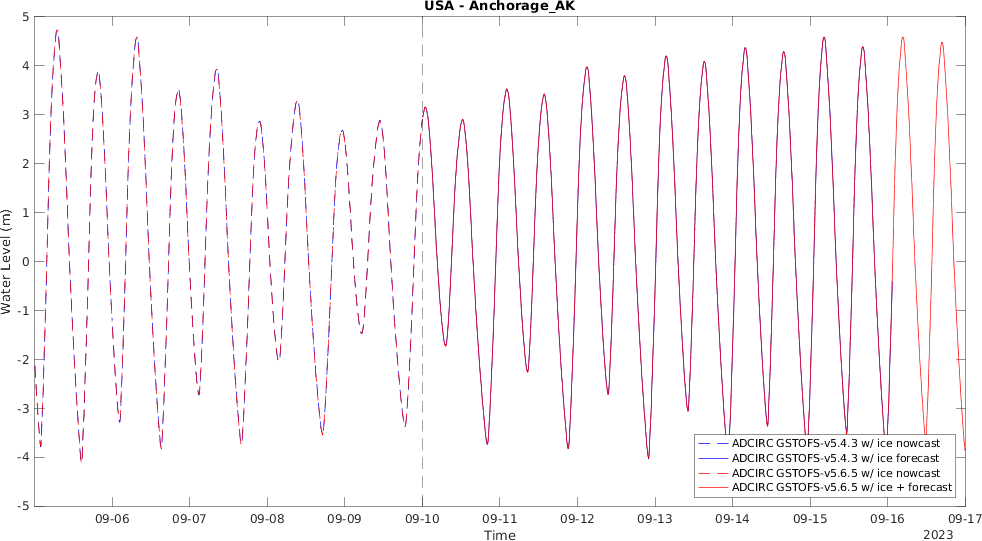 USA - Anchorage_AK
5
4
3
2
1
0
-1
-2
-3
-4
-5
Water Level (m)
ADCIRC GSTOFS-v5.4.3 w/ ice nowcast
ADCIRC GSTOFS-v5.4.3 w/ ice forecast
ADCIRC GSTOFS-v5.6.5 w/ ice nowcast
ADCIRC GSTOFS-v5.6.5 w/ ice + forecast
09-06 09-07 09-08 09-09 09-10 09-11 09-12 09-13 09-14 09-15 09-16 09-17
Time
2023